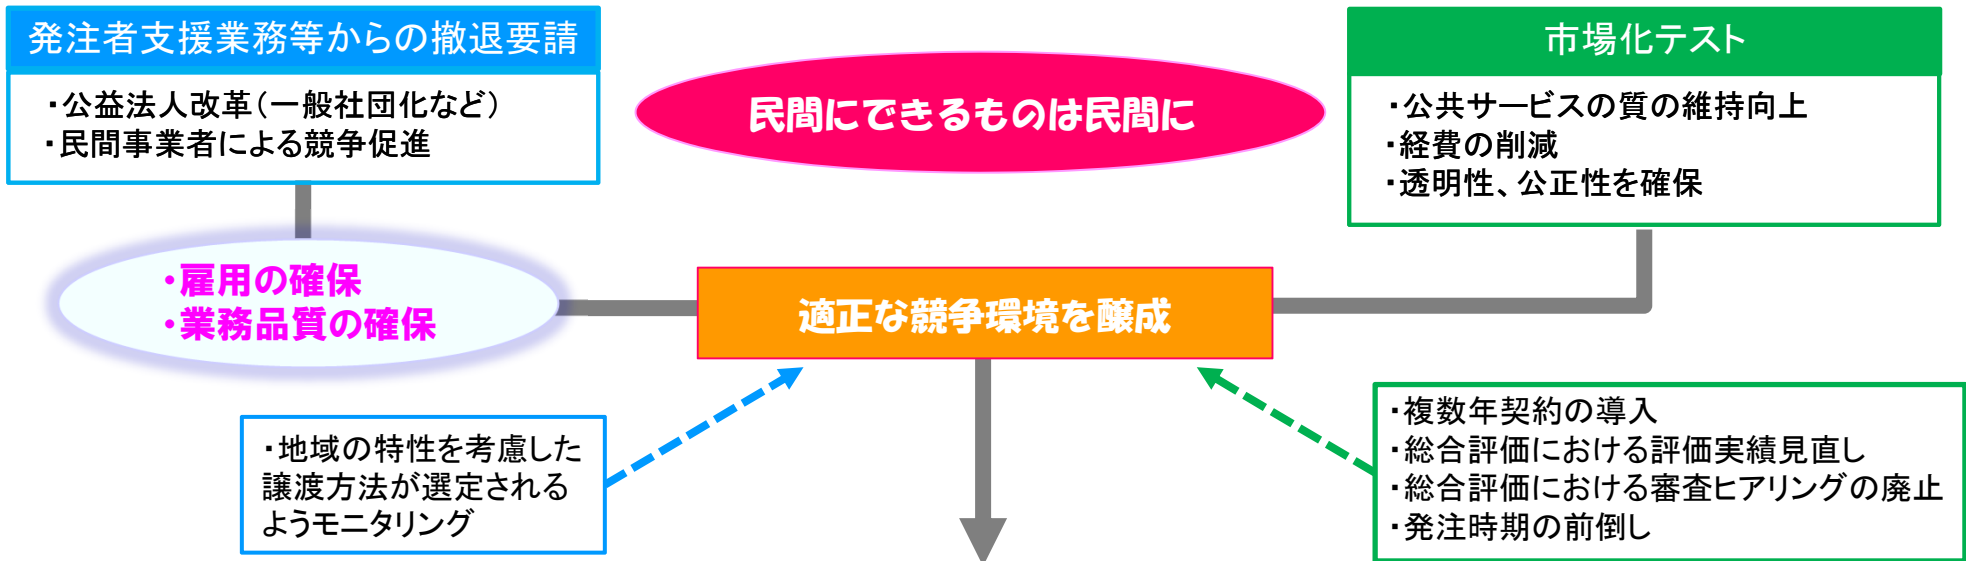 発注者支援業務等からの撤退要請
・公益法人改革（一般社団化など）
・民間事業者による競争促進
民間にできるものは民間に
市場化テスト
・公共サービスの質の維持向上
・経費の削減
・透明性、公正性を確保
・雇用の確保
・業務品質の確保
適正な競争環境を醸成
・地域の特性を考慮した
譲渡方法が選定される
ようモニタリング
・複数年契約の導入
・総合評価における評価実績見直し
・総合評価における審査ヒアリングの廃止
・発注時期の前倒し